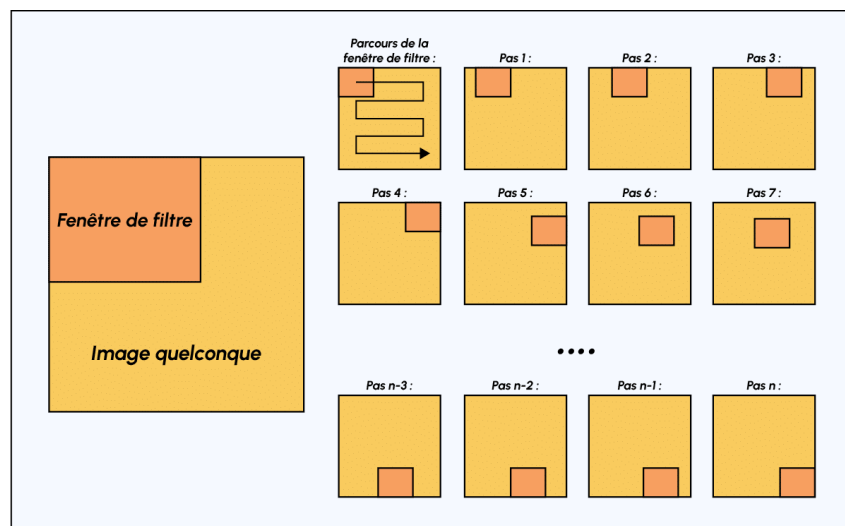 Parcours de la
fenêtre de filtre :
Pas 1 :
Pas 2 :
Pas 3 :
Fenêtre de filtre
Image quelconque
Pas 4 :
Pas 5 :
Pas 6 :
Pas 7 :
....
Pas n-3 :
Pas n-2 :
Pas n-1 :
Pas n :